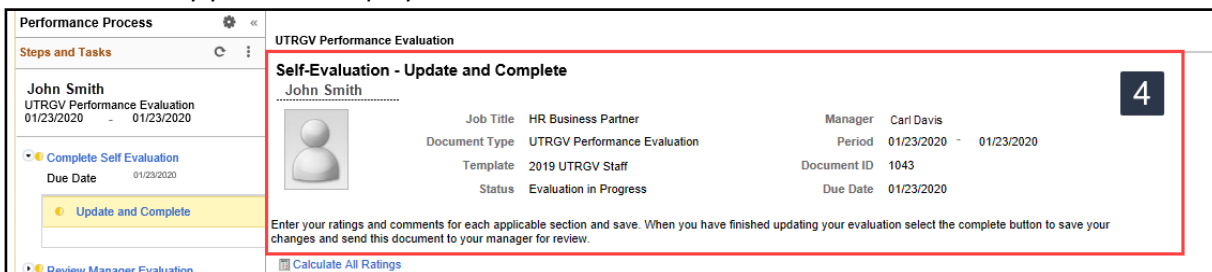 Performance Process
«
Steps and Tasks
John Smith
UTRGV Performance Evaluation
01/23/2020 - 01/23/2020
Complete Self Evaluation
Due Date 01/23/2020
Update and Complete
Review Manager Evaluation
UTRGV Performance Evaluation
Self-Evaluation - Update and Complete
John Smith
4
Job Title HR Business Partner Manager Carl Davis
Document Type UTRGV Performance Evaluation Period 01/23/2020 - 01/23/2020
Template 2019 UTRGV Staff Document ID 1043
Status Evaluation in Progress Due Date 01/23/2020
Enter your ratings and comments for each applicable section and save. When you have finished updating your evaluation select the complete button to save your
changes and send this document to your manager for review.
Calculate All Ratings